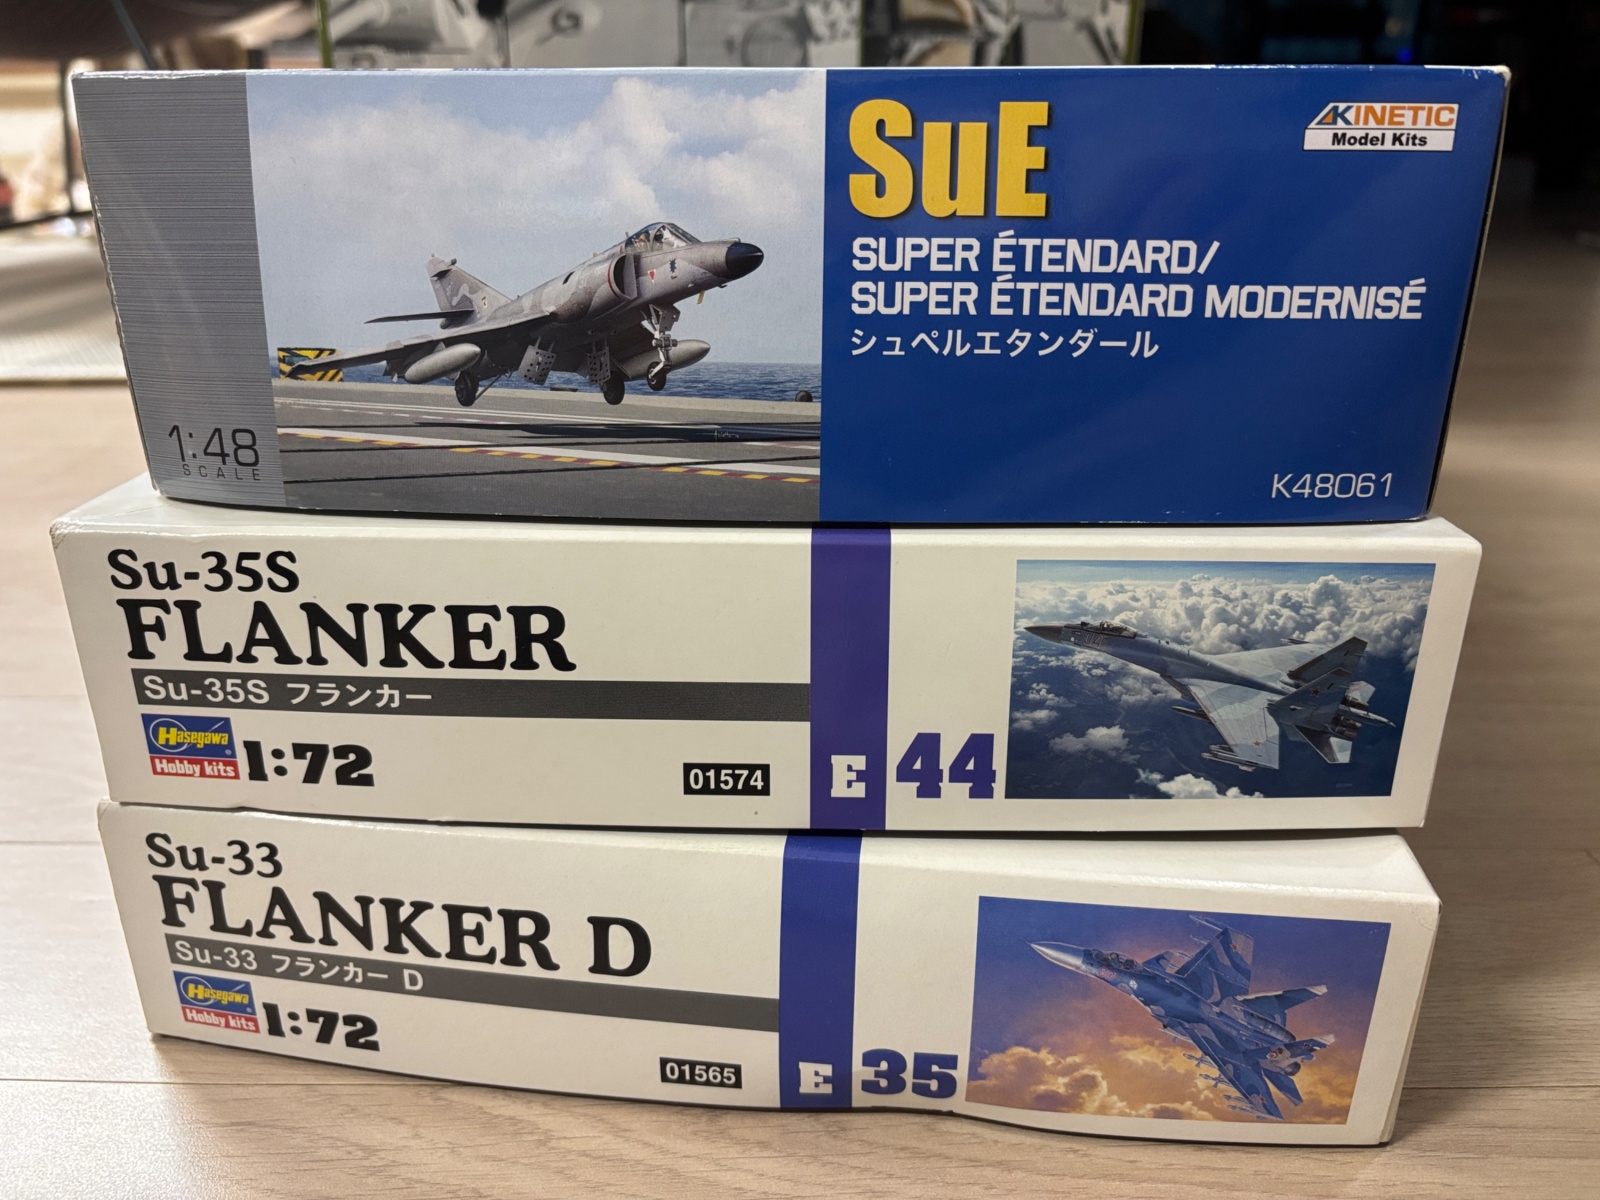 SuE
KINETIC
Model Kits
SUPER ÉTENDARD/
SUPER ÉTENDARD MODERNISÉ
シュペルエタンダール
1:48
SCALE
K48061
Su-35S
FLANKER
Su-35S フランカー
Hasegawa
Hobby kits
1:72
01574
E 44
Su-33
FLANKER D
Su-33 フランカー D
Hasegawa
Hobby kits
1:72
01565
E 35